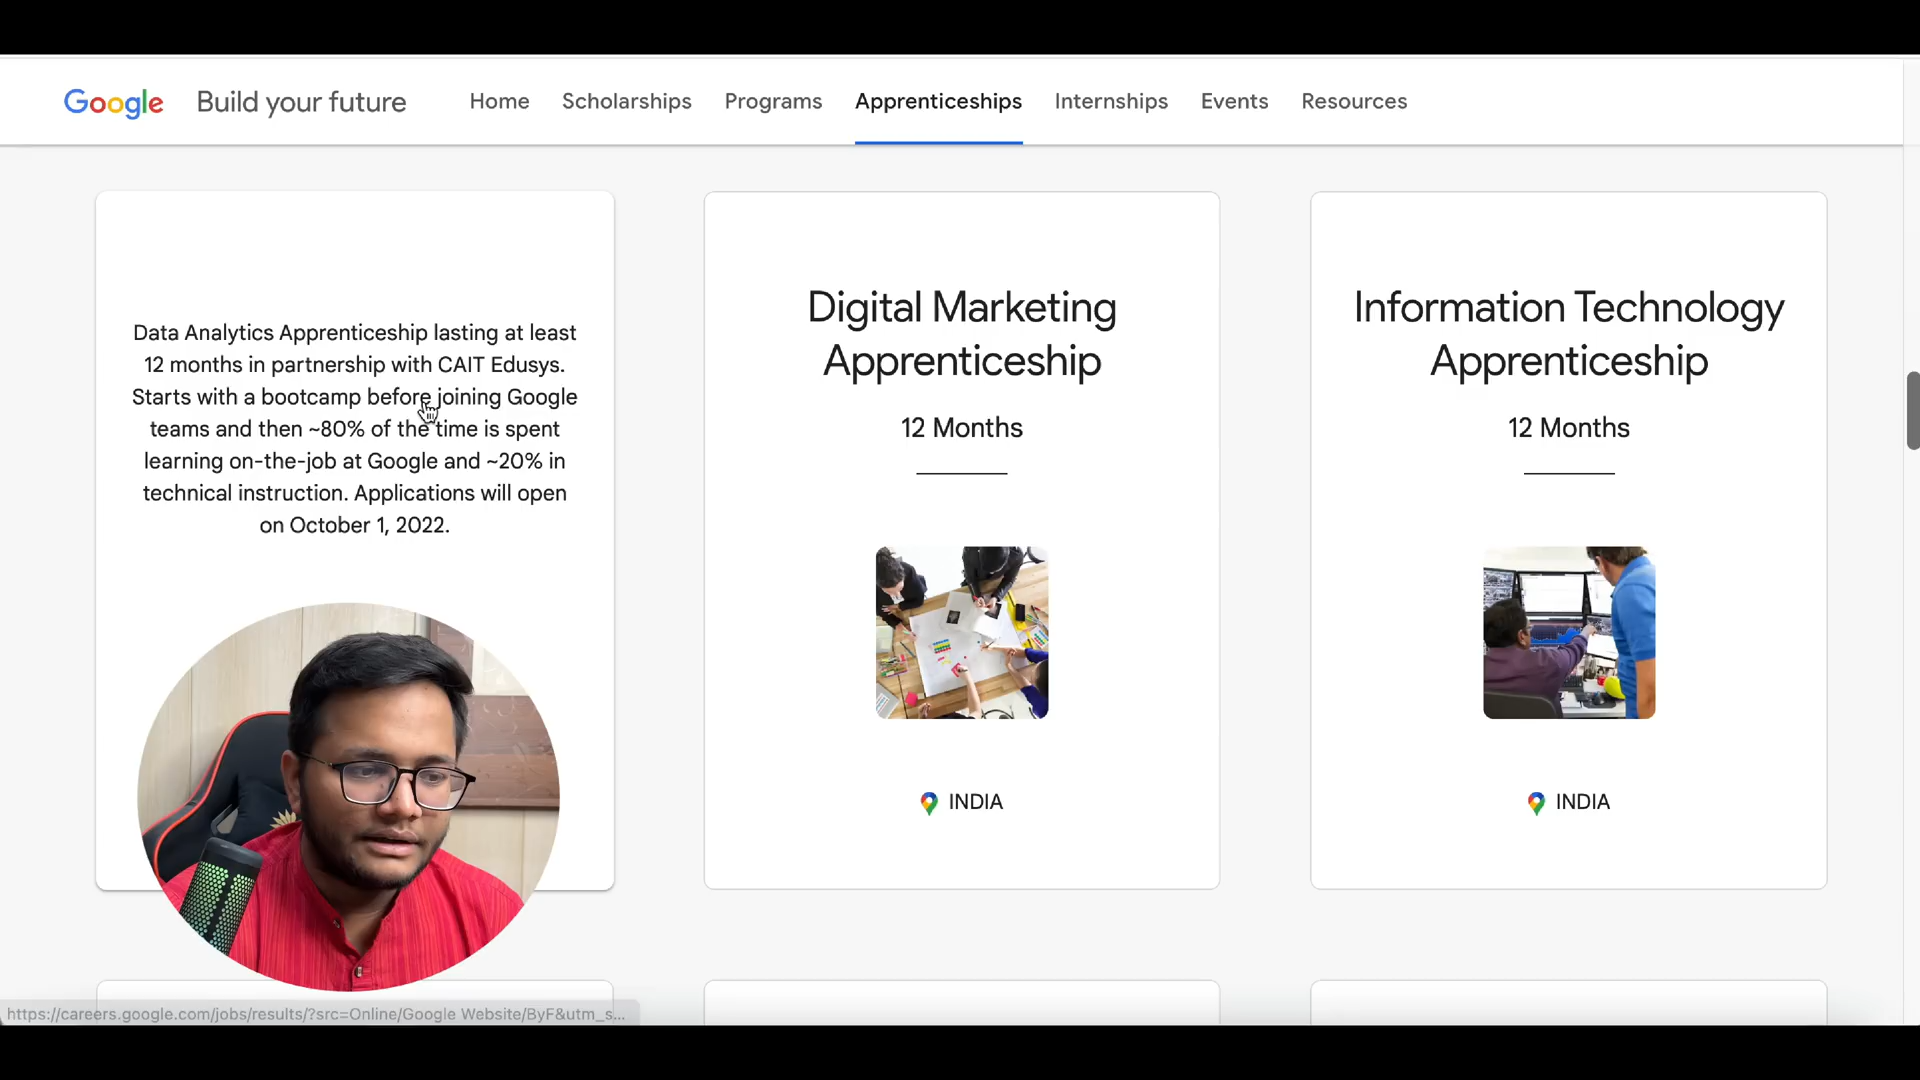 Google Build your future Home Scholarships Programs Apprenticeships Internships Events Resources
Data Analytics Apprenticeship lasting at least
12 months in partnership with CAIT Edusys.
Starts with a bootcamp before joining Google
teams and then ~80% of the time is spent
learning on-the-job at Google and ~20% in
technical instruction. Applications will open
on October 1, 2022.
Digital Marketing
Apprenticeship
12 Months
INDIA
Information Technology
Apprenticeship
12 Months
INDIA
https://careers.google.com/jobs/results/?src=Online/Google Website/ByF&utm_s...